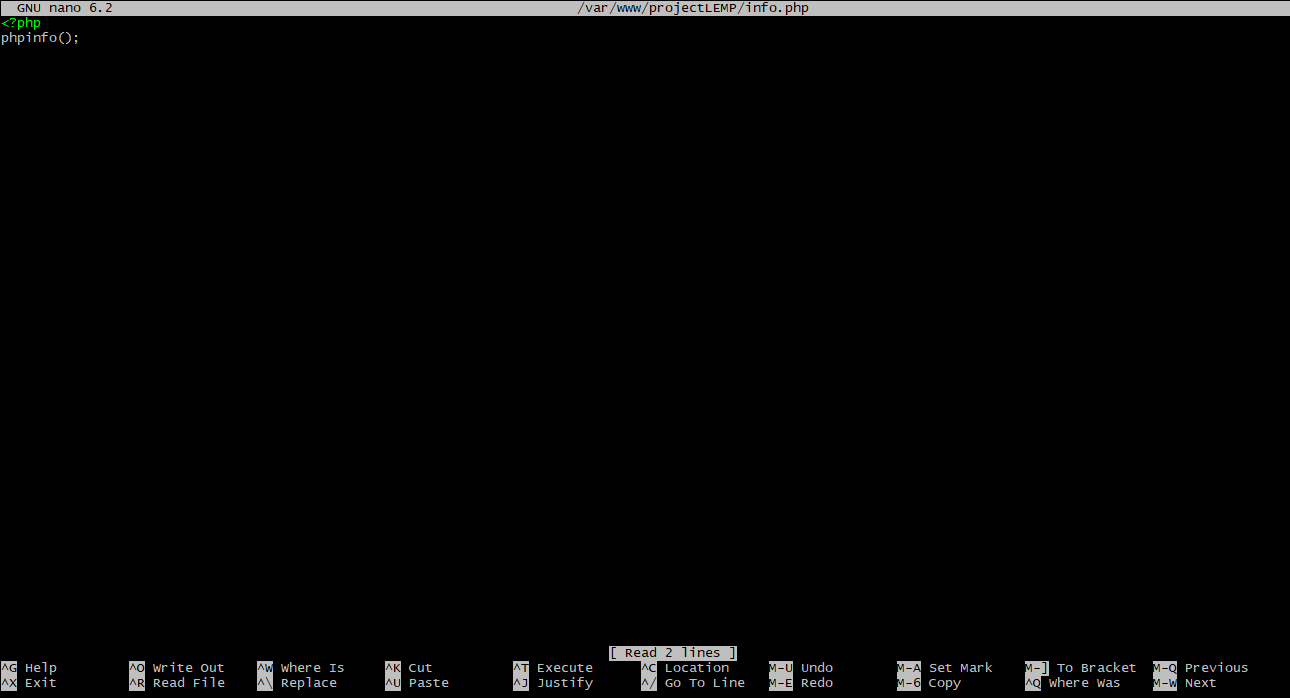 GNU nano 6.2 /var/www/projectLEMP/info.php
<?php
phpinfo();
[ Read 2 lines ]
^G Help ^O Write Out ^W Where Is ^K Cut ^T Execute ^C Location M-U Undo M-A Set Mark M-] To Bracket M-Q Previous
^X Exit ^R Read File ^\ Replace ^U Paste ^J Justify ^/ Go To Line M-E Redo M-6 Copy ^Q Where Was M-W Next